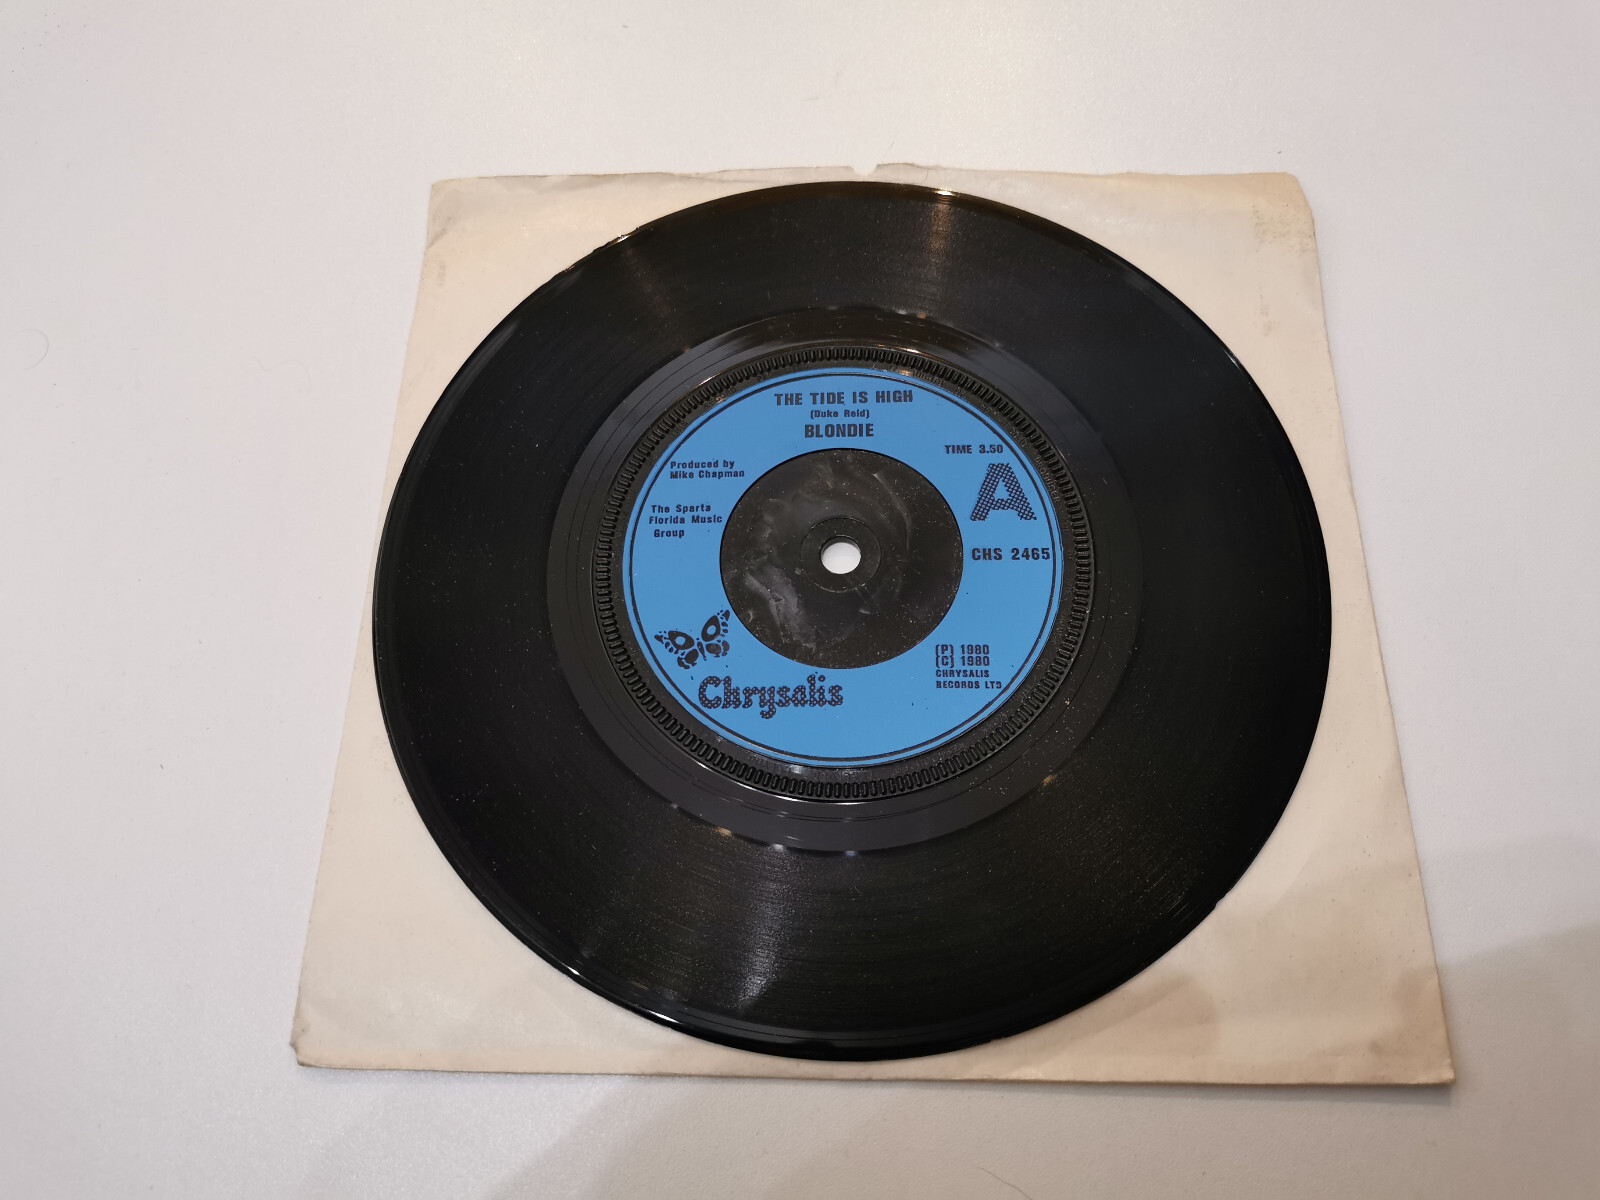 THE TIDE IS HIGH
(Duke Reid)
BLONDIE
TIME 3.50
Produced by
Mike Chapman
A
The Sparta
Florida Music
Group
CHS 2465
(P) 1980
(C) 1980
CHRYSALIS
RECORDS LTD
Chrysalis